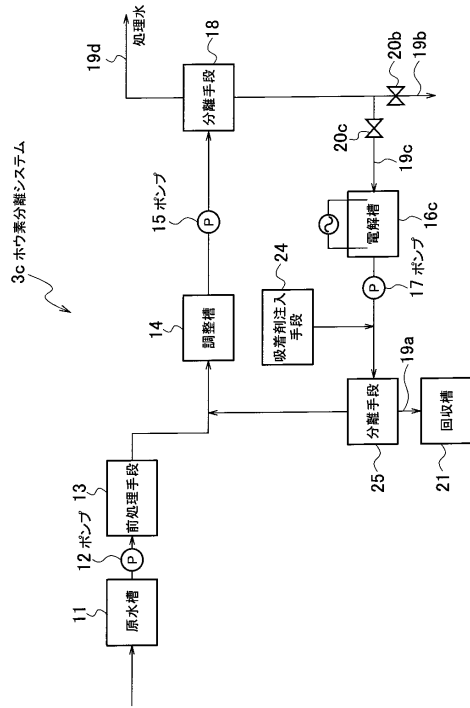 3c ホウ素分離システム
11
原水槽
12 ポンプ
P
13
前処理手段
14
調整槽
15 ポンプ
P
18
分離手段
19d
処理水
20b
19b
20c
19c
16c
電解槽
17 ポンプ
P
24
吸着剤注入
手段
25
分離手段
19a
21
回収槽